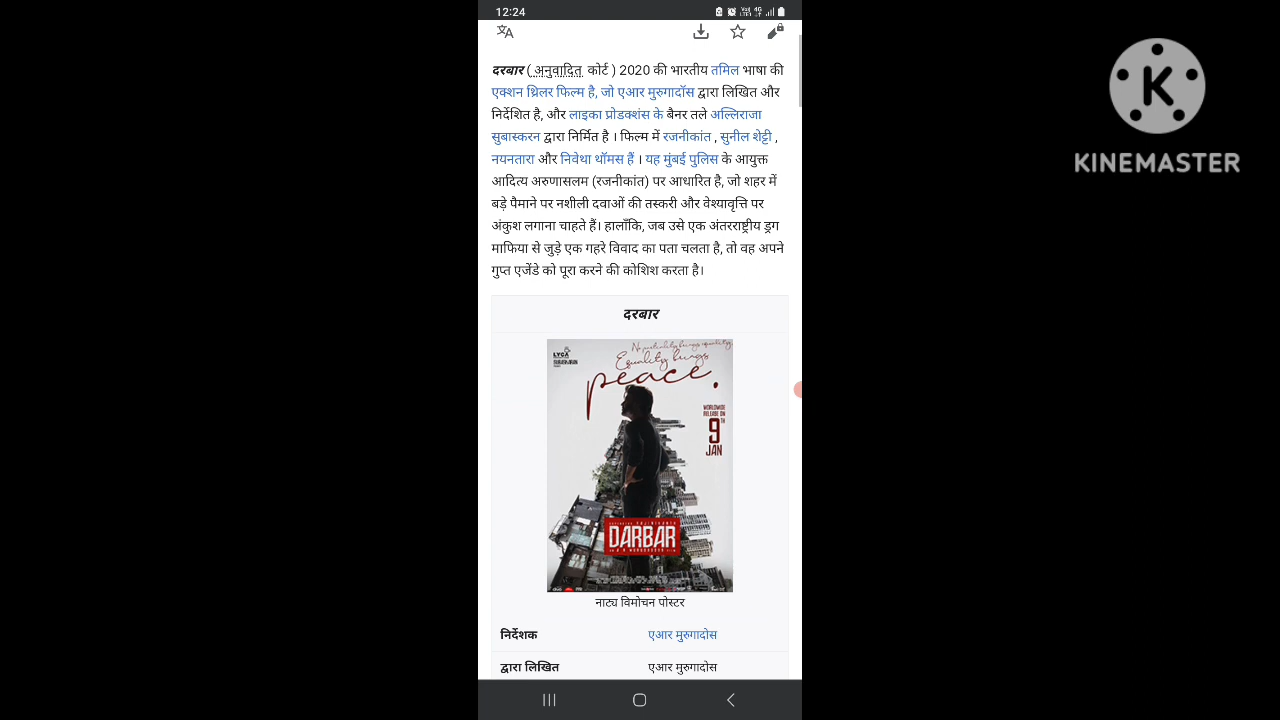 12:24
दरबार ( अनुवादित कोर्ट ) 2020 की भारतीय तमिल भाषा की
एक्शन थ्रिलर फिल्म है, जो एआर मुरुगादॉस द्वारा लिखित और
निर्देशित है, और लाइका प्रोडक्शंस के बैनर तले अल्लिराजा
सुबास्करन द्वारा निर्मित है । फिल्म में रजनीकांत , सुनील शेट्टी ,
नयनतारा और निवेथा थॉमस हैं । यह मुंबई पुलिस के आयुक्त
आदित्य अरुणासलम (रजनीकांत) पर आधारित है, जो शहर में
बड़े पैमाने पर नशीली दवाओं की तस्करी और वेश्यावृत्ति पर
अंकुश लगाना चाहते हैं। हालाँकि, जब उसे एक अंतरराष्ट्रीय ड्रग
माफिया से जुड़े एक गहरे विवाद का पता चलता है, तो वह अपने
गुप्त एजेंडे को पूरा करने की कोशिश करता है।
दरबार
LYCA
Equality brings
peace.
WORLDWIDE
RELEASE ON
9TH
JAN
DARBAR
नाट्य विमोचन पोस्टर
निर्देशक एआर मुरुगादोस
द्वारा लिखित एआर मुरुगादोस
KINEMASTER